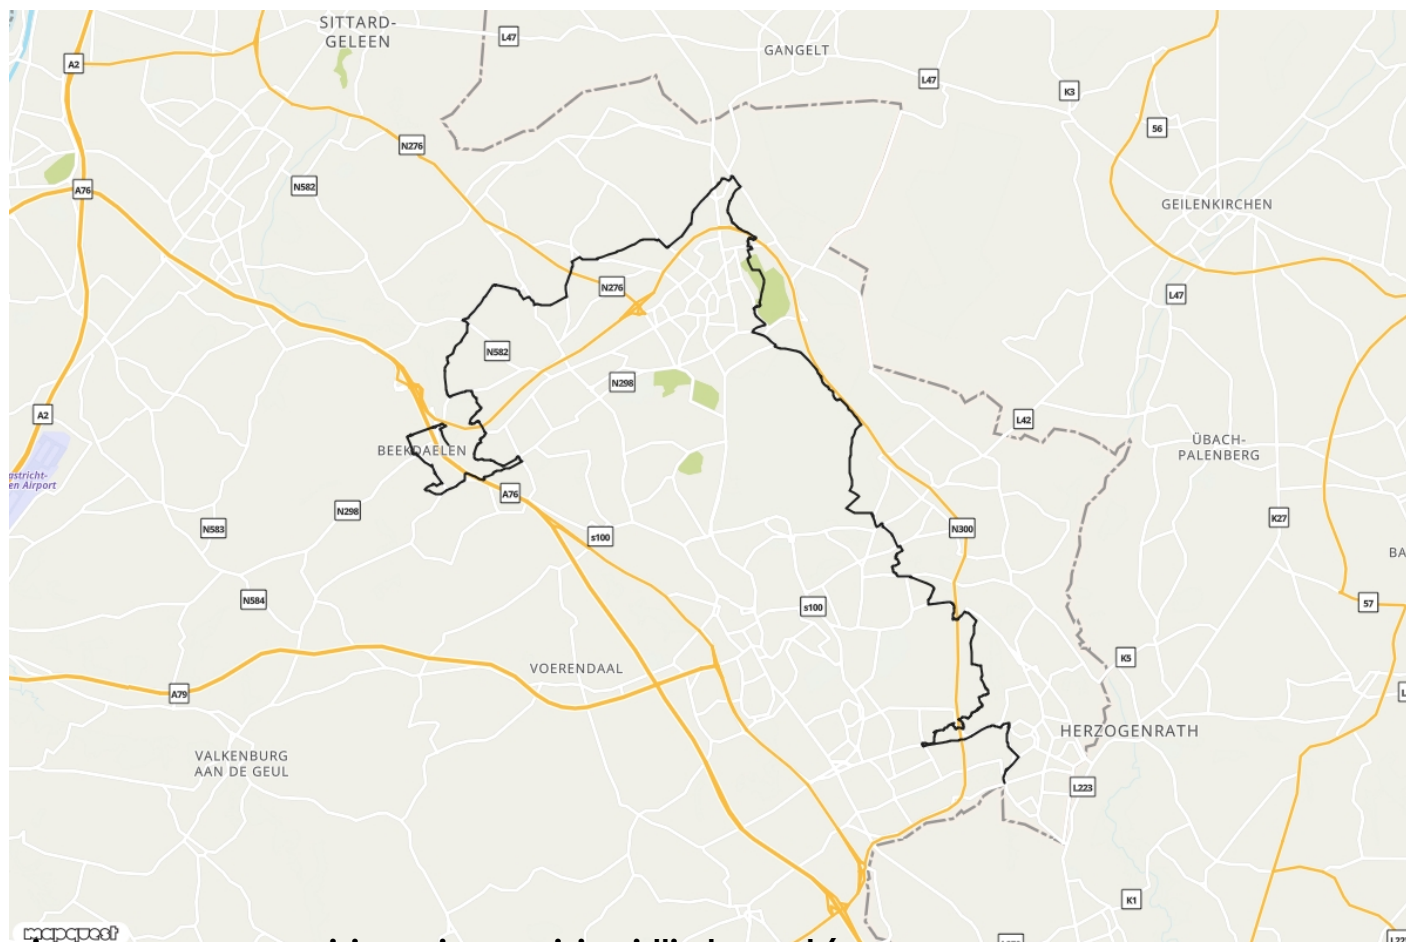 SITTARD-
GELEEN
L47
GANGELT
A2
L47
K3
56
N276
A76
N582
GEILENKIRCHEN
N276
L47
N582
N298
A2
L42
BEEKDAELEN
ÜBACH-
PALENBERG
A76
N298
K27
N583
s100
N300
N584
s100
57
VOERENDAAL
K5
A79
HERZOGENRATH
VALKENBURG
AAN DE GEUL
L223
K1
mapquest